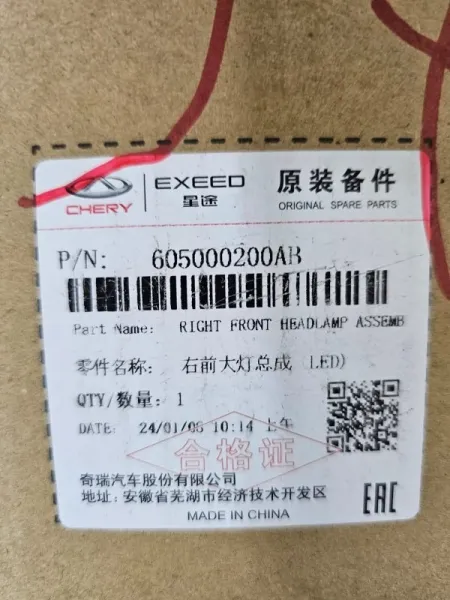 CHERY
EXEED
星途
原装备件
ORIGINAL SPARE PARTS
P/N: 605000200AB
Part Name: RIGHT FRONT HEADLAMP ASSEMB
零件名称: 右前大灯总成 (LED)
QTY/数量: 1
DATE: 24/01/08 10:14 上午
合格证
奇瑞汽车股份有限公司
地址: 安徽省芜湖市经济技术开发区
MADE IN CHINA
EAC